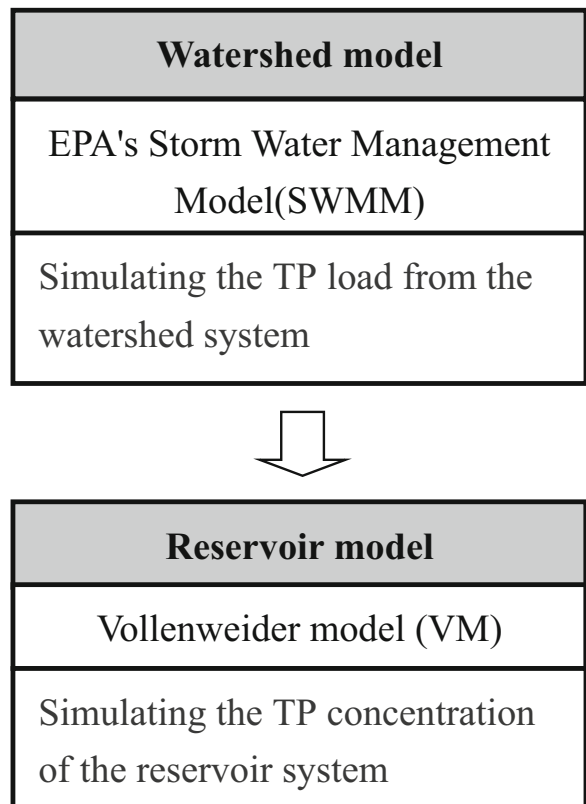 Watershed model
EPA's Storm Water Management
Model(SWMM)
Simulating the TP load from the
watershed system
Reservoir model
Vollenweider model (VM)
Simulating the TP concentration
of the reservoir system